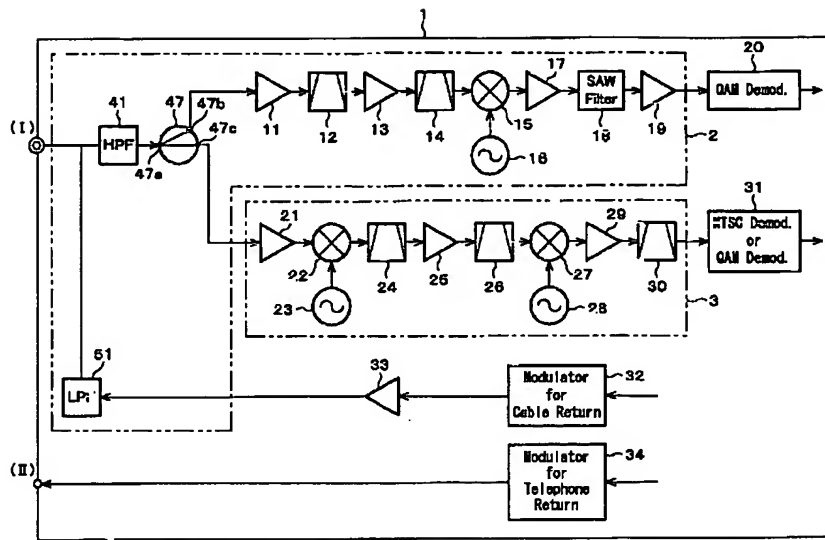 1
(I)
41
HPF
47
47b
47c
47a
11
12
13
14
15
16
17
SAW
Filter
18
19
20
QAM Demod.
2
21
22
23
24
25
26
27
28
29
30
31
NTSC Demod.
or
QAM Demod.
3
51
33
Modulator
for
Cable Return
32
(II)
Modulator
for
Telephone
Return
34